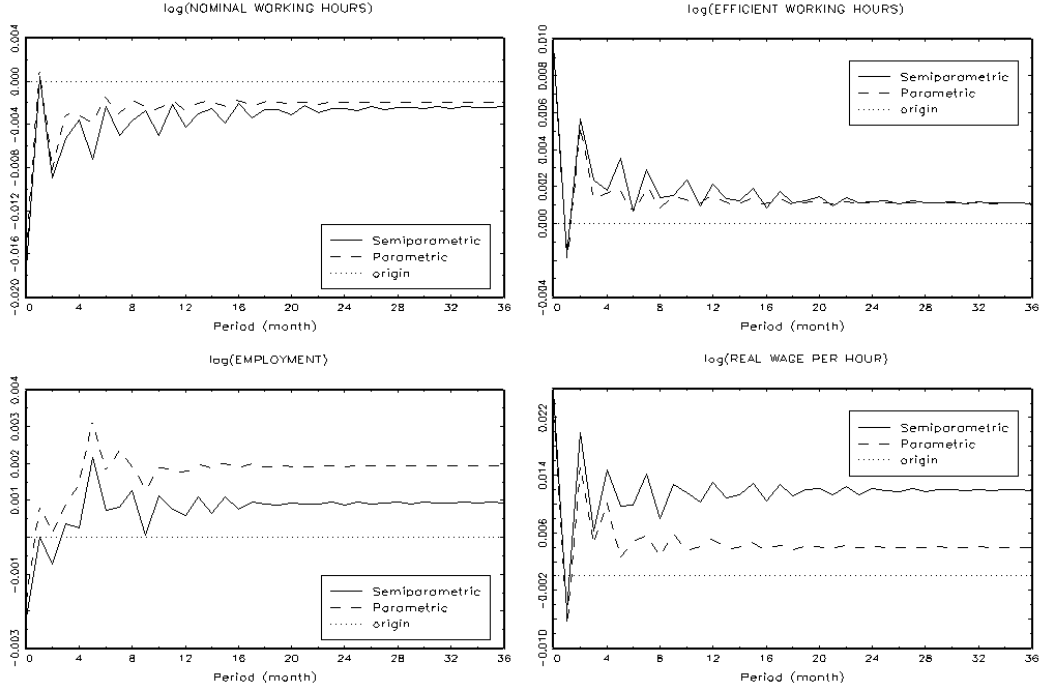 log(NOMINAL WORKING HOURS)
0.004
0.000
-0.004
-0.008
-0.012
-0.016
-0.020
Semiparametric
Parametric
origin
0 4 8 12 16 20 24 28 32 36
Period (month)
log(EFFICIENT WORKING HOURS)
0.010
0.008
0.006
0.004
0.002
0.000
-0.004
Semiparametric
Parametric
origin
0 4 8 12 16 20 24 28 32 36
Period (month)
log(EMPLOYMENT)
0.004
0.003
0.002
0.001
-0.001
-0.003
Semiparametric
Parametric
origin
0 4 8 12 16 20 24 28 32 36
Period (month)
log(REAL WAGE PER HOUR)
0.022
0.014
0.006
-0.002
-0.010
Semiparametric
Parametric
origin
0 4 8 12 16 20 24 28 32 36
Period (month)